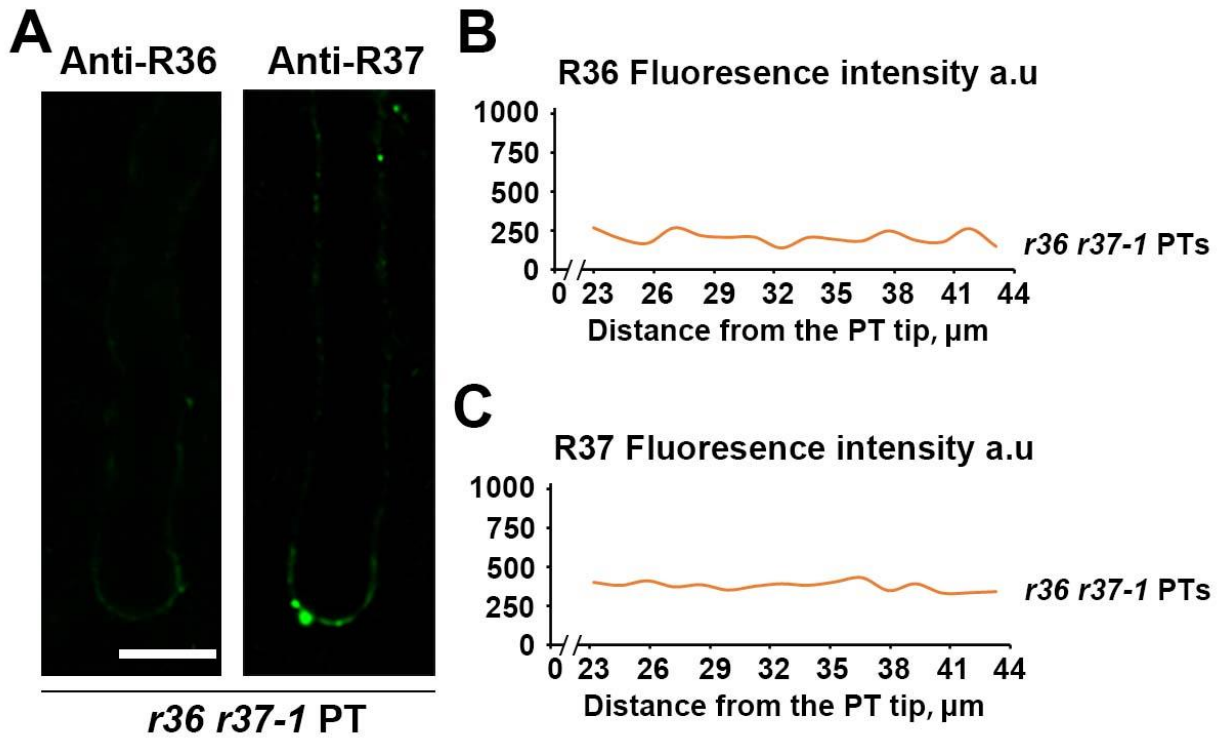 A
Anti-R36 Anti-R37
r36 r37-1 PT
B
R36 Fluoresence intensity a.u
1000
750
500
250
0
0 23 26 29 32 35 38 41 44
r36 r37-1 PTs
Distance from the PT tip, μm
C
R37 Fluoresence intensity a.u
1000
750
500
250
0
0 23 26 29 32 35 38 41 44
r36 r37-1 PTs
Distance from the PT tip, μm